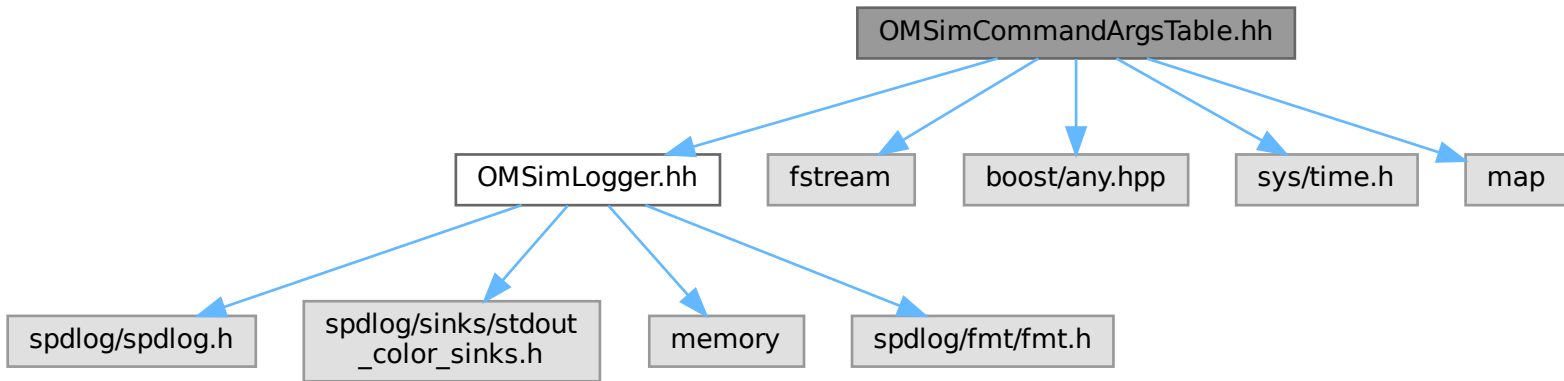 OMSimCommandArgsTable.hh
OMSimLogger.hh
fstream
boost/any.hpp
sys/time.h
map
spdlog/spdlog.h
spdlog/sinks/stdout
_color_sinks.h
memory
spdlog/fmt/fmt.h